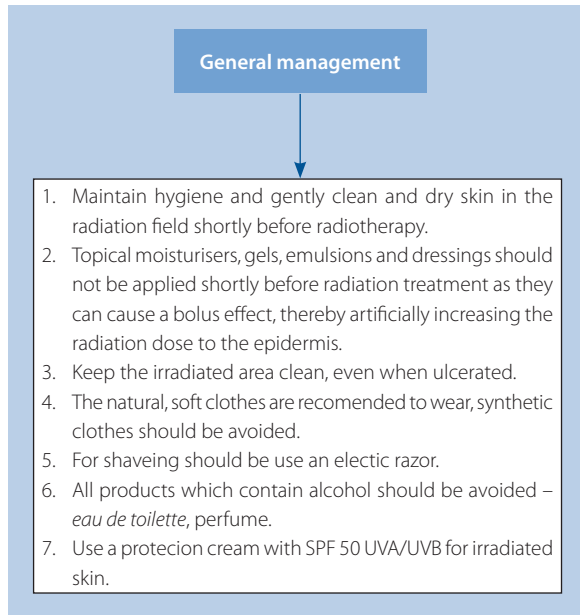 General management
1. Maintain hygiene and gently clean and dry skin in the
radiation field shortly before radiotherapy.
2. Topical moisturisers, gels, emulsions and dressings should
not be applied shortly before radiation treatment as they
can cause a bolus effect, thereby artificially increasing the
radiation dose to the epidermis.
3. Keep the irradiated area clean, even when ulcerated.
4. The natural, soft clothes are recomended to wear, synthetic
clothes should be avoided.
5. For shaveing should be use an electic razor.
6. All products which contain alcohol should be avoided –
eau de toilette, perfume.
7. Use a protecion cream with SPF 50 UVA/UVB for irradiated
skin.